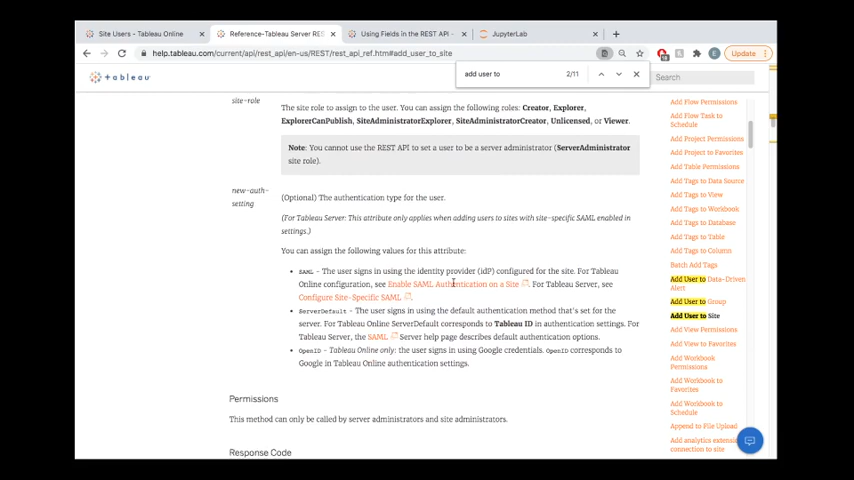 Site Users - Tableau Online
Reference-Tableau Server RES
Using Fields in the REST API -
JupyterLab
help.tableau.com/current/api/rest_api/en-us/REST/rest_api_ref.htm#add_user_to_site
E
Update
add user to
2/11
+ableau
Search
site-role
The site role to assign to the user. You can assign the following roles: Creator, Explorer,
ExplorerCanPublish, SiteAdministratorExplorer, SiteAdministratorCreator, Unlicensed, or Viewer.
Note: You cannot use the REST API to set a user to be a server administrator (ServerAdministrator
site role).
new-auth-
setting
(Optional) The authentication type for the user.
(For Tableau Server: This attribute only applies when adding users to sites with site-specific SAML enabled in
settings.)
You can assign the following values for this attribute:
• SAML - The user signs in using the identity provider (idP) configured for the site. For Tableau
Online configuration, see Enable SAML Authentication on a Site . For Tableau Server, see
Configure Site-Specific SAML .
• ServerDefault - The user signs in using the default authentication method that's set for the
server. For Tableau Online ServerDefault corresponds to Tableau ID in authentication settings. For
Tableau Server, the SAML Server help page describes default authentication options.
• OpenID - Tableau Online only: the user signs in using Google credentials. OpenID corresponds to
Google in Tableau Online authentication settings.
Permissions
This method can only be called by server administrators and site administrators.
Response Code
Add Flow Permissions
Add Flow Task to
Schedule
Add Project Permissions
Add Project to Favorites
Add Table Permissions
Add Tags to Data Source
Add Tags to View
Add Tags to Workbook
Add Tags to Database
Add Tags to Table
Add Tags to Column
Batch Add Tags
Add User to Data-Driven
Alert
Add User to Group
Add User to Site
Add View Permissions
Add View to Favorites
Add Workbook
Permissions
Add Workbook to
Favorites
Add Workbook to
Schedule
Append to File Upload
Add analytics extension
connection to site